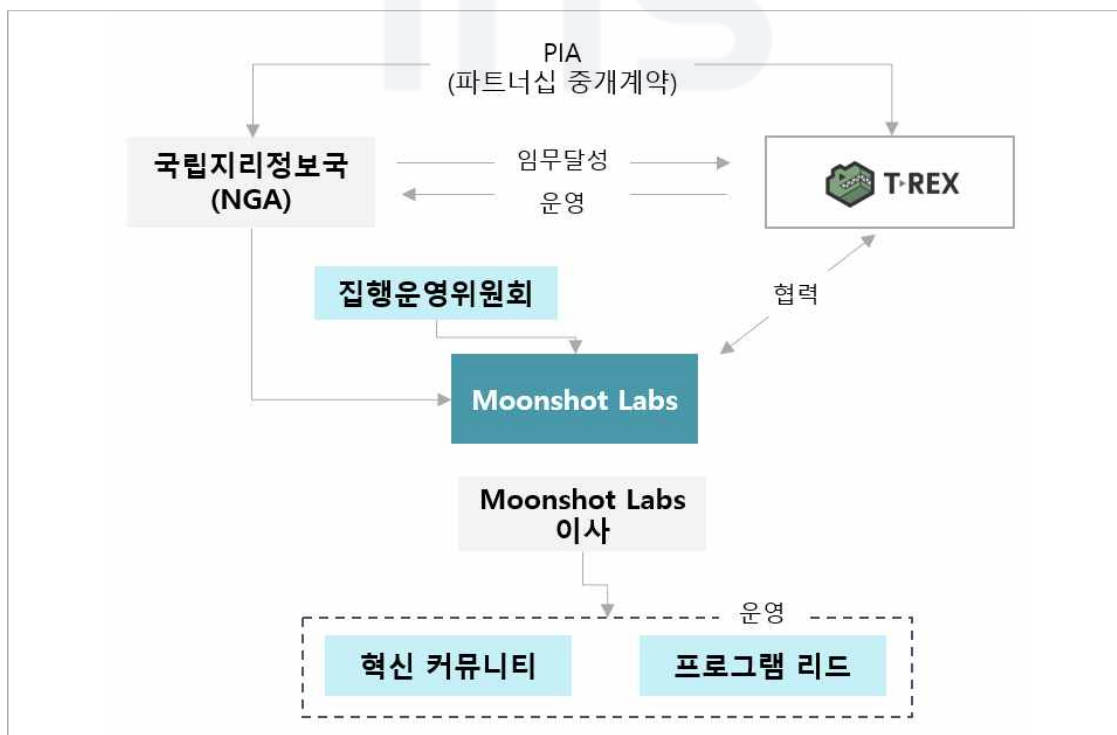 PIA
(파트너십 중개계약)
국립지리정보국
(NGA)
임무달성
운영
T-REX
집행운영위원회
협력
Moonshot Labs
Moonshot Labs
이사
운영
혁신 커뮤니티
프로그램 리드